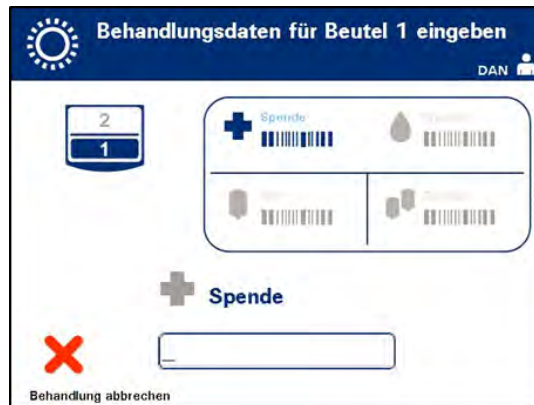 Behandlungsdaten für Beutel 1 eingeben
DAN
2
1
Spende
Spende
_
Behandlung abbrechen